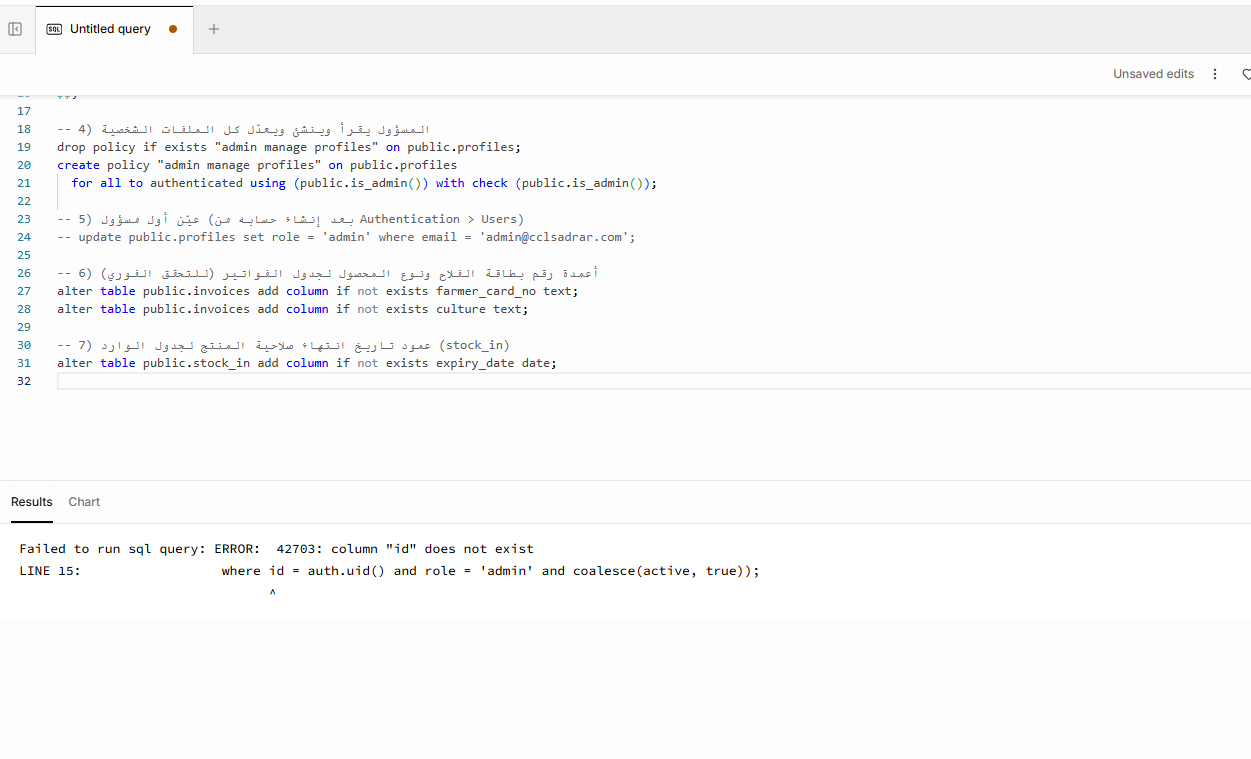 SQL Untitled query
Unsaved edits
17
18 -- 4) المسؤول يقرأ وينشئ ويعدّل كل الملفات الشخصية
19 drop policy if exists "admin manage profiles" on public.profiles;
20 create policy "admin manage profiles" on public.profiles
21 for all to authenticated using (public.is_admin()) with check (public.is_admin());
22
23 -- 5) عيّن أول مسؤول (بعد إنشاء حسابه من Authentication > Users)
24 -- update public.profiles set role = 'admin' where email = 'admin@cclsadrar.com';
25
26 -- 6) أعمدة رقم بطاقة الفلاح ونوع المحصول لجدول الفواتير (للتحقق الفوري)
27 alter table public.invoices add column if not exists farmer_card_no text;
28 alter table public.invoices add column if not exists culture text;
29
30 -- 7) عمود تاريخ انتهاء صلاحية المنتج لجدول الوارد (stock_in)
31 alter table public.stock_in add column if not exists expiry_date date;
32
Results Chart
Failed to run sql query: ERROR: 42703: column "id" does not exist
LINE 15: where id = auth.uid() and role = 'admin' and coalesce(active, true));
^